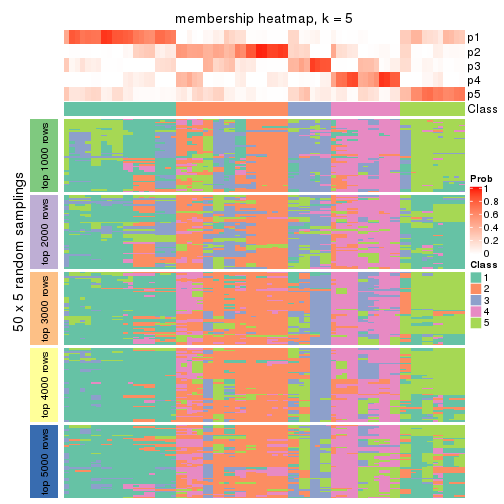 membership heatmap, k = 5
p1
p2
p3
p4
p5
Class
50 x 5 random samplings
top 1000 rows
top 2000 rows
top 3000 rows
top 4000 rows
top 5000 rows
Prob
1
0.8
0.6
0.4
0.2
0
Class
1
2
3
4
5